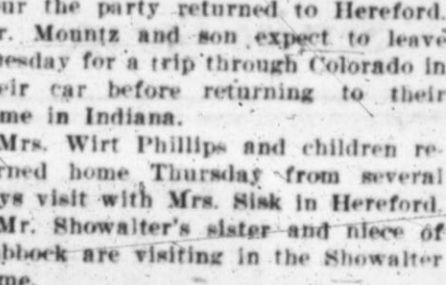 ur the party returned to Hereford.
r. Mountz and son expect to leave
esday for a trip through Colorado in
eir car before returning to their
me in Indiana.
Mrs. Wirt Phillips and children re-
rned home Thursday from several
ys visit with Mrs. Sisk in Hereford.
Mr. Showalter's sister and niece of
bbock are visiting in the Showalter
me.